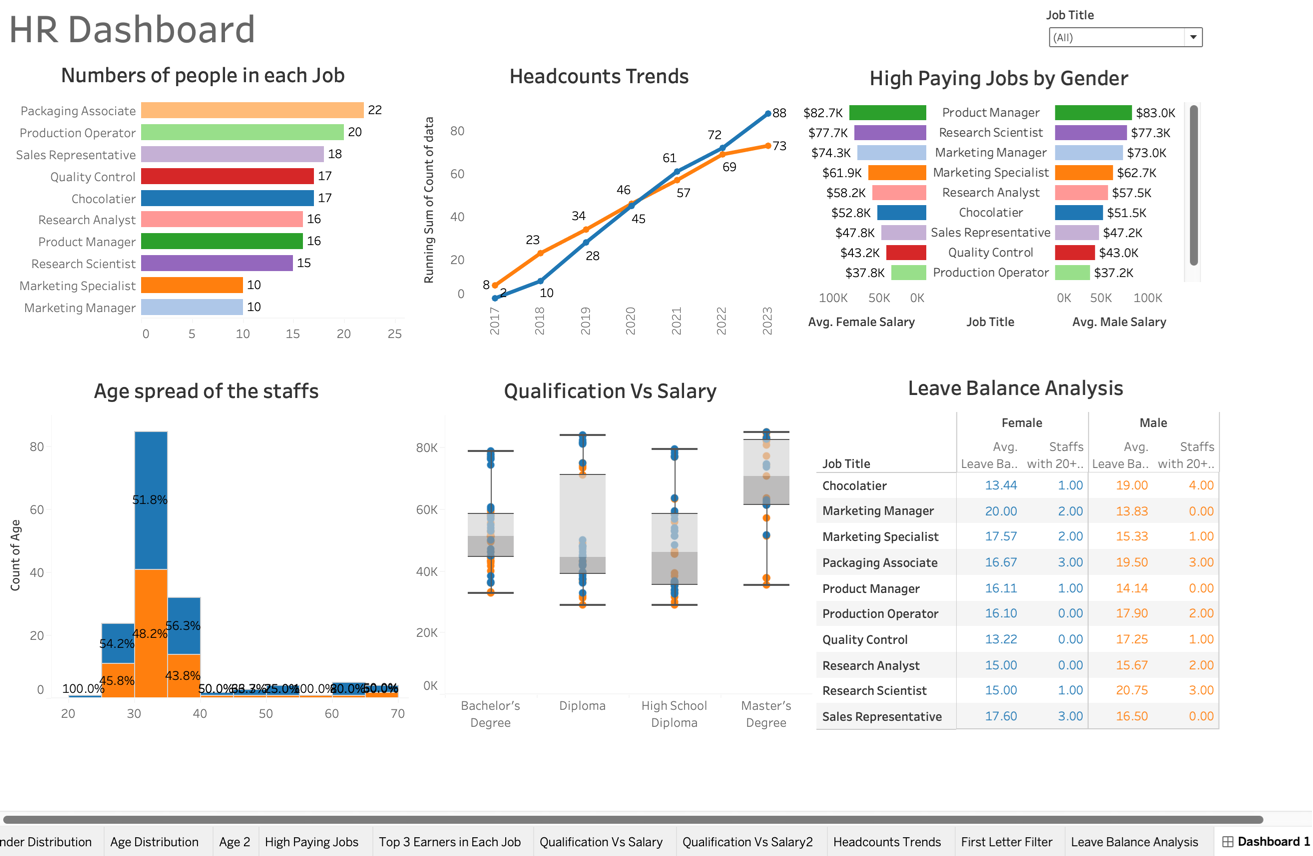 HR Dashboard
Job Title
(All)
Numbers of people in each Job
Packaging Associate 22
Production Operator 20
Sales Representative 18
Quality Control 17
Chocolatier 17
Research Analyst 16
Product Manager 16
Research Scientist 15
Marketing Specialist 10
Marketing Manager 10
0 5 10 15 20 25
Headcounts Trends
Running Sum of Count of data
80
60
40
20
0
88
73
72
69
61
57
46
45
34
28
23
10
8
2
2017 2018 2019 2020 2021 2022 2023
High Paying Jobs by Gender
$82.7K Product Manager $83.0K
$77.7K Research Scientist $77.3K
$74.3K Marketing Manager $73.0K
$61.9K Marketing Specialist $62.7K
$58.2K Research Analyst $57.5K
$52.8K Chocolatier $51.5K
$47.8K Sales Representative $47.2K
$43.2K Quality Control $43.0K
$37.8K Production Operator $37.2K
100K 50K 0K 0K 50K 100K
Avg. Female Salary Job Title Avg. Male Salary
Age spread of the staffs
Count of Age
80
60
40
20
0
51.8%
48.2%
54.2%
45.8%
56.3%
43.8%
100.0%
50.0%
25.0%
50.0%
20 30 40 50 60 70
Qualification Vs Salary
80K
60K
40K
20K
0K
Bachelor's Degree
Diploma
High School Diploma
Master's Degree
Leave Balance Analysis
Female Male
Avg. Staffs Avg. Staffs
Job Title Leave Ba.. with 20+.. Leave Ba.. with 20+..
Chocolatier 13.44 1.00 19.00 4.00
Marketing Manager 20.00 2.00 13.83 0.00
Marketing Specialist 17.57 2.00 15.33 1.00
Packaging Associate 16.67 3.00 19.50 3.00
Product Manager 16.11 1.00 14.14 0.00
Production Operator 16.10 0.00 17.90 2.00
Quality Control 13.22 0.00 17.25 1.00
Research Analyst 15.00 0.00 15.67 2.00
Research Scientist 15.00 1.00 20.75 3.00
Sales Representative 17.60 3.00 16.50 0.00
nder Distribution Age Distribution Age 2 High Paying Jobs Top 3 Earners in Each Job Qualification Vs Salary Qualification Vs Salary2 Headcounts Trends First Letter Filter Leave Balance Analysis Dashboard 1